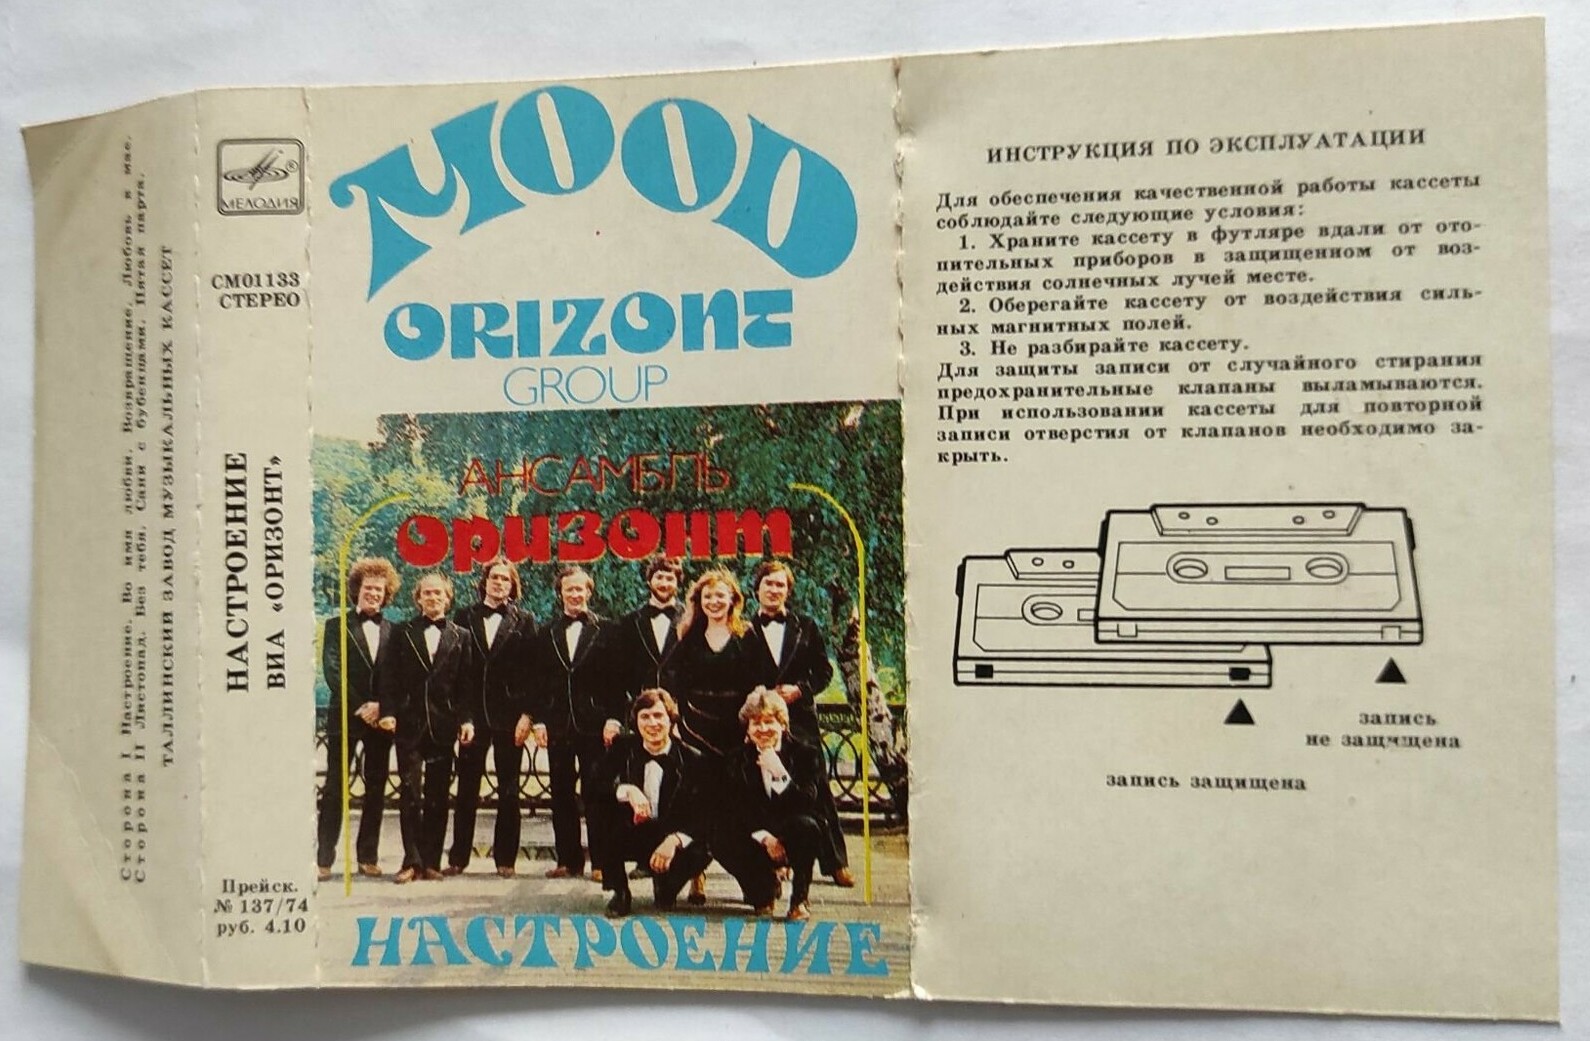 Сторона I Настроение. Во имя любви. Возвращение. Любовь в мае.
Сторона II Листопад. Без тебя. Сани с бубенцами. Пятая парта.
ТАЛЛИНСКИЙ ЗАВОД МУЗЫКАЛЬНЫХ КАССЕТ
®
МЕЛОДИЯ
СМ01133
СТЕРЕО
НАСТРОЕНИЕ
ВИА «ОРИЗОНТ»
Прейск.
№ 137/74
руб. 4.10
MOOD
ORIZONT
GROUP
АНСАМБЛЬ
ОРИЗОНТ
НАСТРОЕНИЕ
ИНСТРУКЦИЯ ПО ЭКСПЛУАТАЦИИ
Для обеспечения качественной работы кассеты
соблюдайте следующие условия:
1. Храните кассету в футляре вдали от ото-
пительных приборов в защищенном от воз-
действия солнечных лучей месте.
2. Оберегайте кассету от воздействия силь-
ных магнитных полей.
3. Не разбирайте кассету.
Для защиты записи от случайного стирания
предохранительные клапаны выламываются.
При использовании кассеты для повторной
записи отверстия от клапанов необходимо за-
крыть.
запись
не защищена
запись защищена